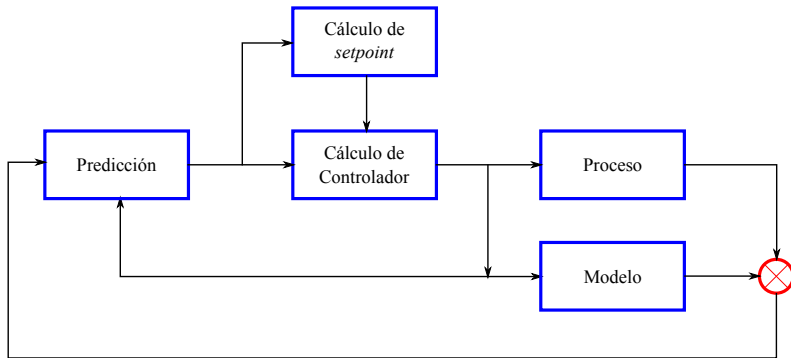 Cálculo de
setpoint
Predicción
Cálculo de
Controlador
Proceso
Modelo